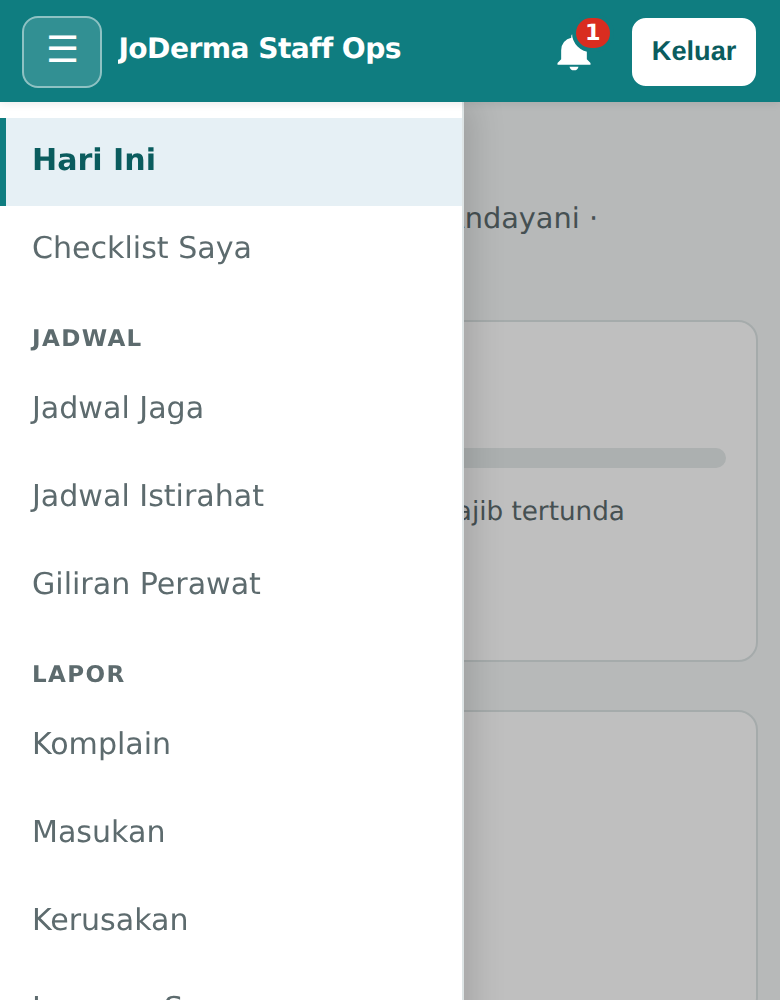 ☰ JoDerma Staff Ops 1 Keluar
Hari Ini
ndayani ·
Checklist Saya
JADWAL
Jadwal Jaga
Jadwal Istirahat
ajib tertunda
Giliran Perawat
LAPOR
Komplain
Masukan
Kerusakan